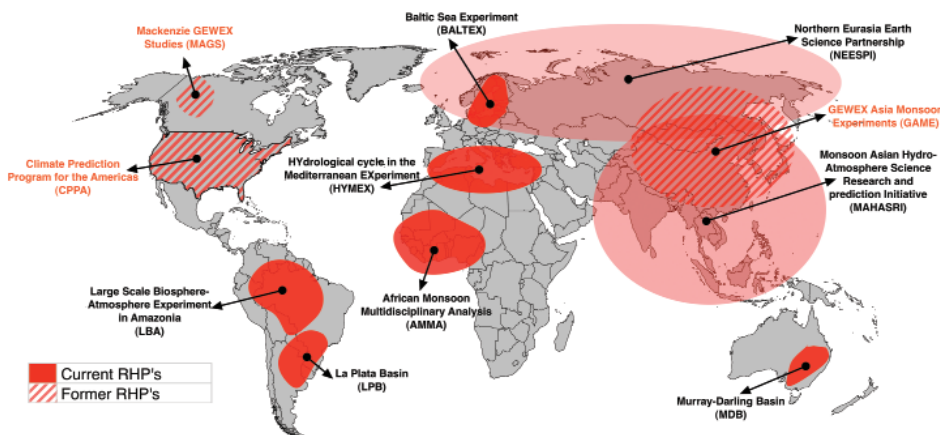 Mackenzie GEWEX
Studies (MAGS)
Baltic Sea Experiment
(BALTEX)
Northern Eurasia Earth
Science Partnership
(NEESPI)
GEWEX Asia Monsoon
Experiments (GAME)
Climate Prediction
Program for the Americas
(CPPA)
HYdrological cycle in the
Mediterranean EXperiment
(HYMEX)
Monsoon Asian Hydro-
Atmosphere Science
Research and
prediction Initiative
(MAHASRI)
Large Scale Biosphere-
Atmosphere Experiment
in Amazonia
(LBA)
African Monsoon
Multidisciplinary Analysis
(AMMA)
La Plata Basin
(LPB)
Murray-Darling Basin
(MDB)
Current RHP's
Former RHP's